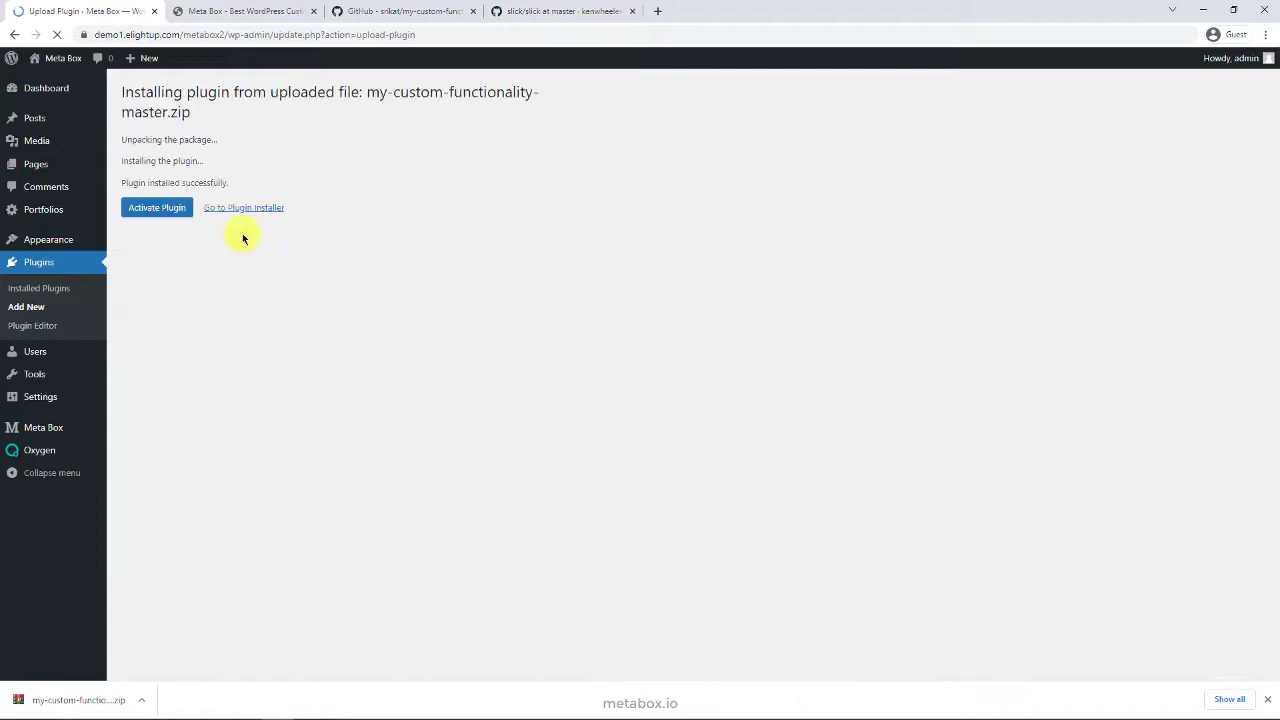 Upload Plugin ‹ Meta Box — Wo
Meta Box - Best WordPress Cust
GitHub - srikat/my-custom-funct
slick/slick at master · kenwheeler
demo1.elightup.com/metabox2/wp-admin/update.php?action=upload-plugin
Guest
Meta Box
0
New
Howdy, admin
Dashboard
Posts
Media
Pages
Comments
Portfolios
Appearance
Plugins
Installed Plugins
Add New
Plugin Editor
Users
Tools
Settings
Meta Box
Oxygen
Collapse menu
Installing plugin from uploaded file: my-custom-functionality-
master.zip
Unpacking the package...
Installing the plugin...
Plugin installed successfully.
Activate Plugin
Go to Plugin Installer
my-custom-functio....zip
metabox.io
Show all